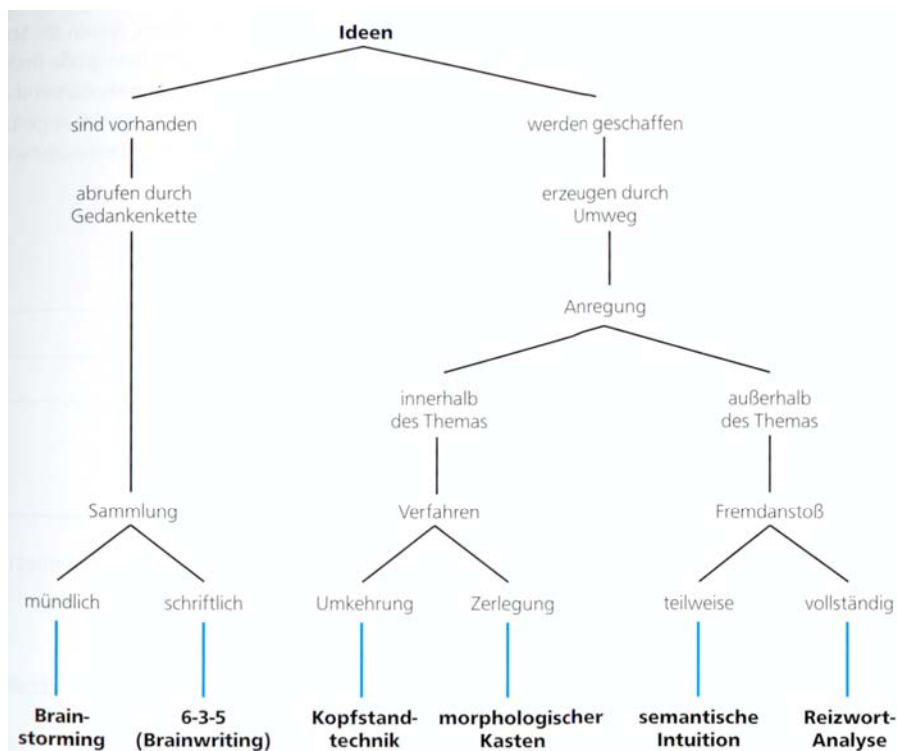 Ideen
sind vorhanden
werden geschaffen
abrufen durch
Gedankenkette
erzeugen durch
Umweg
Anregung
innerhalb
des Themas
außerhalb
des Themas
Sammlung
Verfahren
Fremdanstoß
mündlich
schriftlich
Umkehrung
Zerlegung
teilweise
vollständig
Brain-
storming
6-3-5
(Brainwriting)
Kopfstand-
technik
morphologischer
Kasten
semantische
Intuition
Reizwort-
Analyse